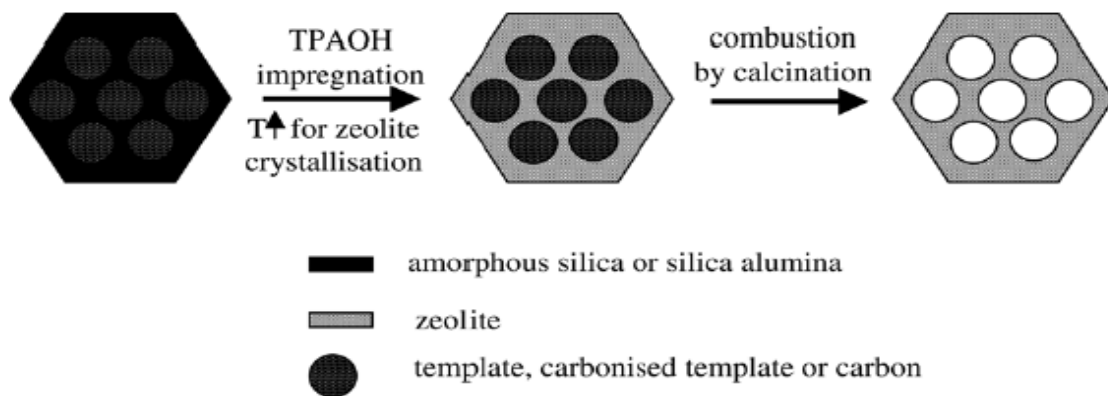 TPAOH
impregnation
T↑ for zeolite
crystallisation
combustion
by calcination
amorphous silica or silica alumina
zeolite
template, carbonised template or carbon